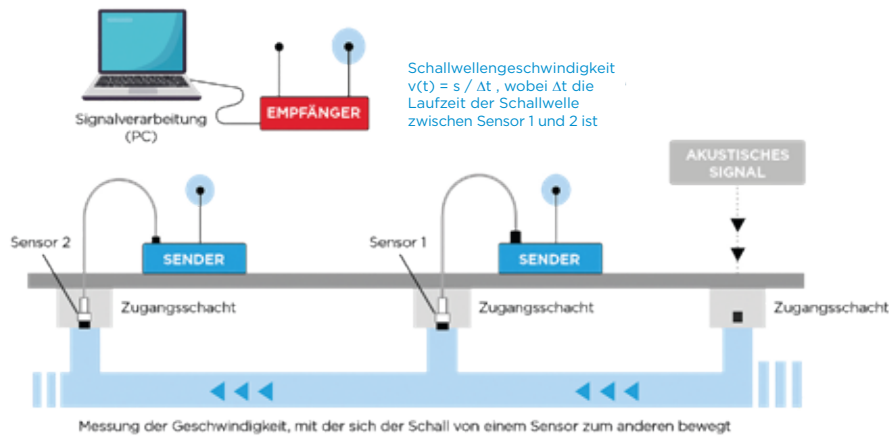 Schallwellengeschwindigkeit
v(t) = s / Δt , wobei Δt die
Laufzeit der Schallwelle
zwischen Sensor 1 und 2 ist
EMPFÄNGER
Signalverarbeitung
(PC)
AKUSTISCHES
SIGNAL
Sensor 2
SENDER
Sensor 1
SENDER
Zugangsschacht
Zugangsschacht
Zugangsschacht
Messung der Geschwindigkeit, mit der sich der Schall von einem Sensor zum anderen bewegt